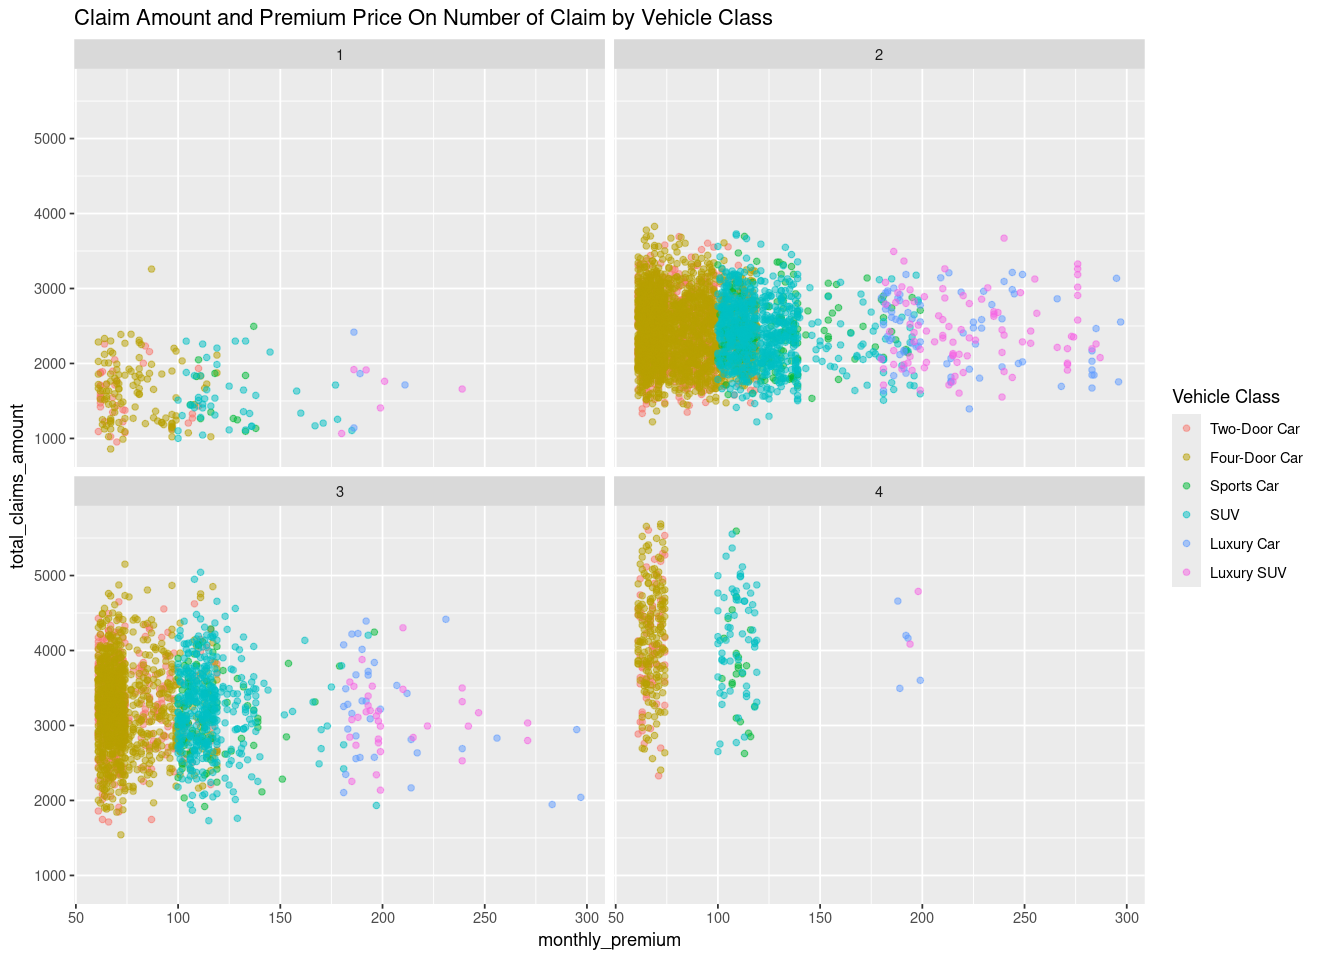 Claim Amount and Premium Price On Number of Claim by Vehicle Class
1
2
5000
4000
3000
2000
1000
3
4
5000
4000
3000
2000
1000
50 100 150 200 250 300
50 100 150 200 250 300
total_claims_amount
monthly_premium
Vehicle Class
Two-Door Car
Four-Door Car
Sports Car
SUV
Luxury Car
Luxury SUV